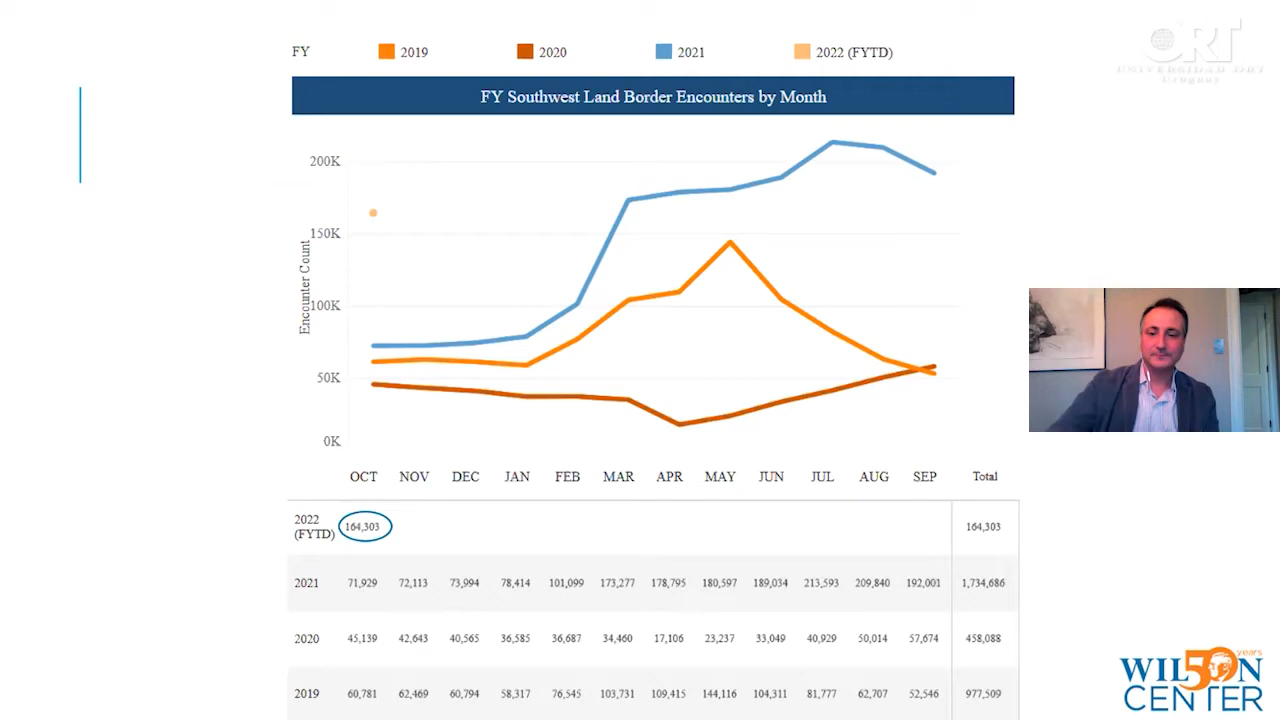 FY 2019 2020 2021 2022 (FYTD)
FY Southwest Land Border Encounters by Month
200K
150K
100K
50K
0K
Encounter Count
OCT NOV DEC JAN FEB MAR APR MAY JUN JUL AUG SEP Total
2022 (FYTD) 164,303 164,303
2021 71,929 72,113 73,994 78,414 101,099 173,277 178,795 180,597 189,034 213,593 209,840 192,001 1,734,686
2020 45,139 42,643 40,565 36,585 36,687 34,460 17,106 23,237 33,049 40,929 50,014 57,674 458,088
2019 60,781 62,469 60,794 58,317 76,545 103,731 109,415 144,116 104,311 81,777 62,707 52,546 977,509
ORT
UNIVERSIDAD ORT
Uruguay
50 years
WILSON
CENTER